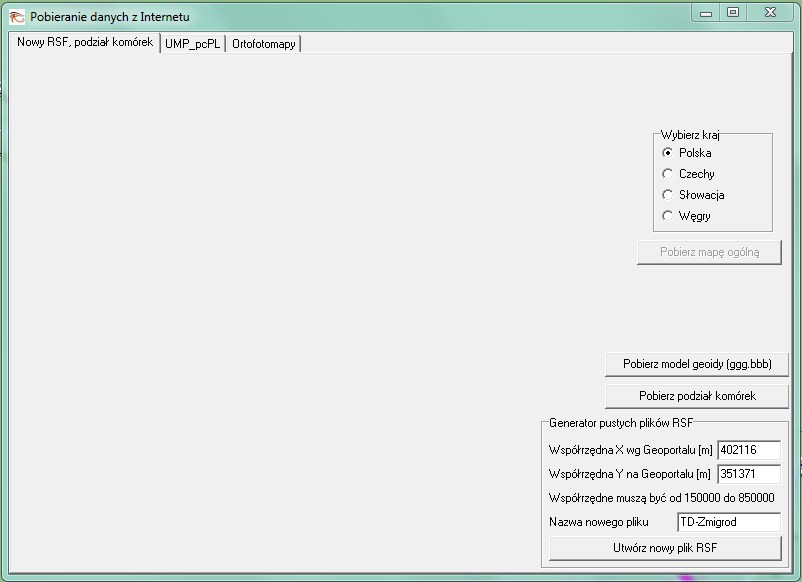 Pobieranie danych z Internetu
Nowy RSF, podział komórek UMP_pcPL Ortofotomapy
Wybierz kraj
Polska
Czechy
Słowacja
Węgry
Pobierz mapę ogólną
Pobierz model geoidy (ggg.bbb)
Pobierz podział komórek
Generator pustych plików RSF
Współrzędna X wg Geoportalu [m] 402116
Współrzędna Y na Geoportalu [m] 351371
Współrzędne muszą być od 150000 do 850000
Nazwa nowego pliku TD-Zmigrod
Utwórz nowy plik RSF